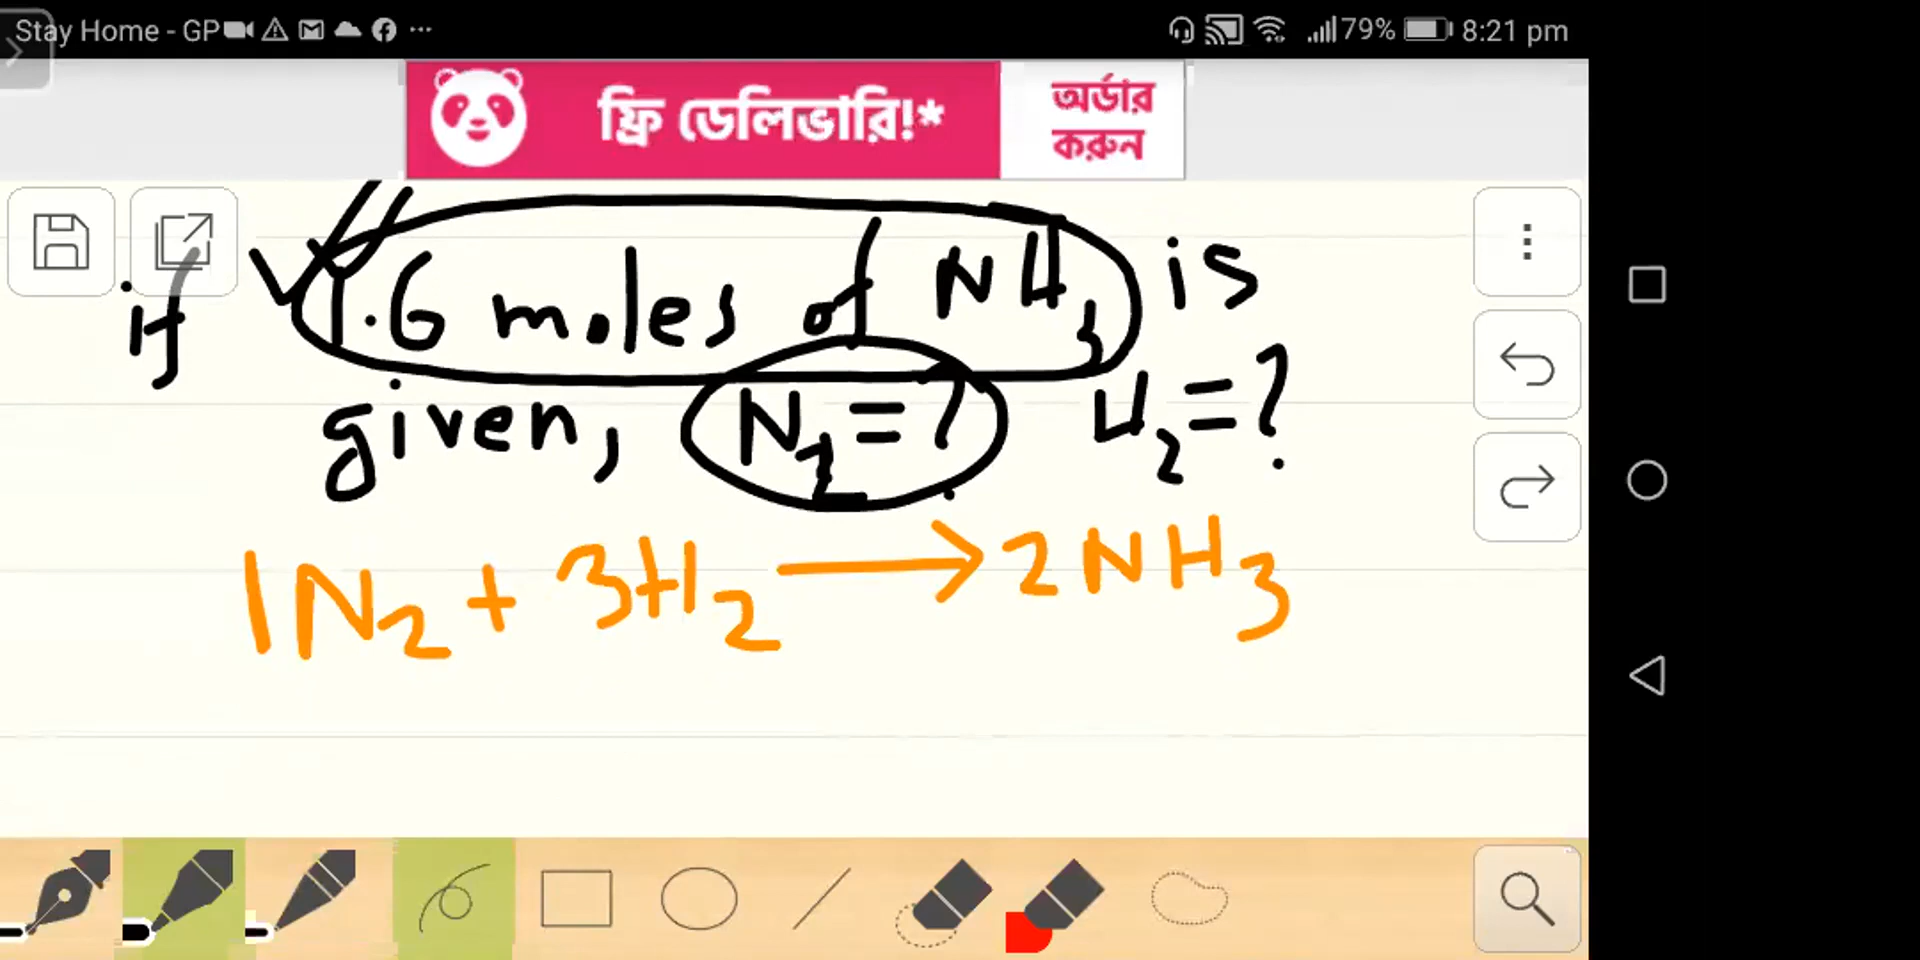 Stay Home - GP 79% 8:21 pm
ফ্রি ডেলিভারি!* অর্ডার করুন
if 1.6 moles of NH3 is
given, N2=? H2=?
1N2 + 3H2 → 2NH3